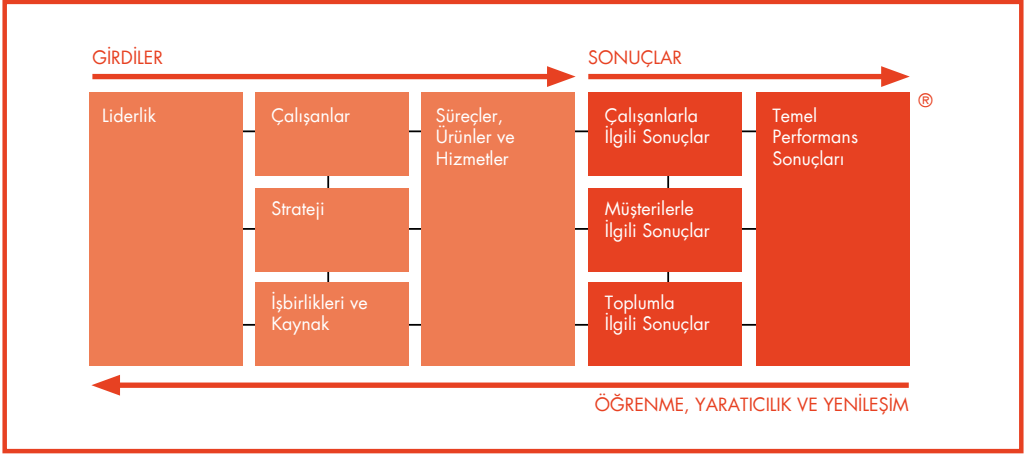 GİRDİLER
SONUÇLAR
®
Liderlik
Çalışanlar
Süreçler,
Ürünler ve
Hizmetler
Çalışanlarla
İlgili Sonuçlar
Temel
Performans
Sonuçları
Strateji
Müşterilerle
İlgili Sonuçlar
İşbirlikleri ve
Kaynak
Toplumla
İlgili Sonuçlar
ÖĞRENME, YARATICILIK VE YENİLEŞİM